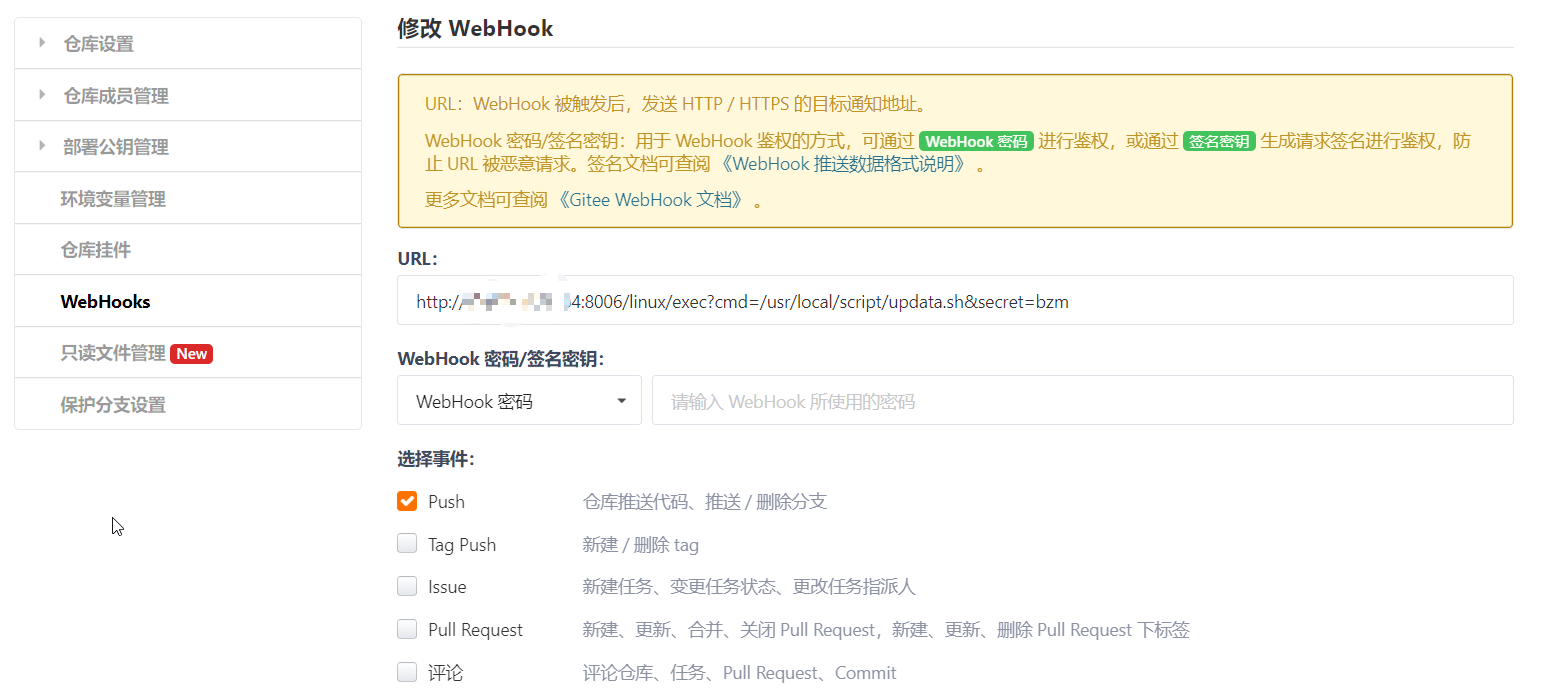 仓库设置
仓库成员管理
部署公钥管理
环境变量管理
仓库挂件
WebHooks
只读文件管理 New
保护分支设置
修改 WebHook
URL：WebHook 被触发后，发送 HTTP / HTTPS 的目标通知地址。
WebHook 密码/签名密钥：用于 WebHook 鉴权的方式，可通过 WebHook 密码 进行鉴权，或通过 签名密钥 生成请求签名进行鉴权，防
止 URL 被恶意请求。签名文档可查阅 《WebHook 推送数据格式说明》 。
更多文档可查阅 《Gitee WebHook 文档》 。
URL：
http://4:8006/linux/exec?cmd=/usr/local/script/updata.sh&secret=bzm
WebHook 密码/签名密钥：
WebHook 密码 请输入 WebHook 所使用的密码
选择事件：
Push 仓库推送代码、推送 / 删除分支
Tag Push 新建 / 删除 tag
Issue 新建任务、变更任务状态、更改任务指派人
Pull Request 新建、更新、合并、关闭 Pull Request，新建、更新、删除 Pull Request 下标签
评论 评论仓库、任务、Pull Request、Commit